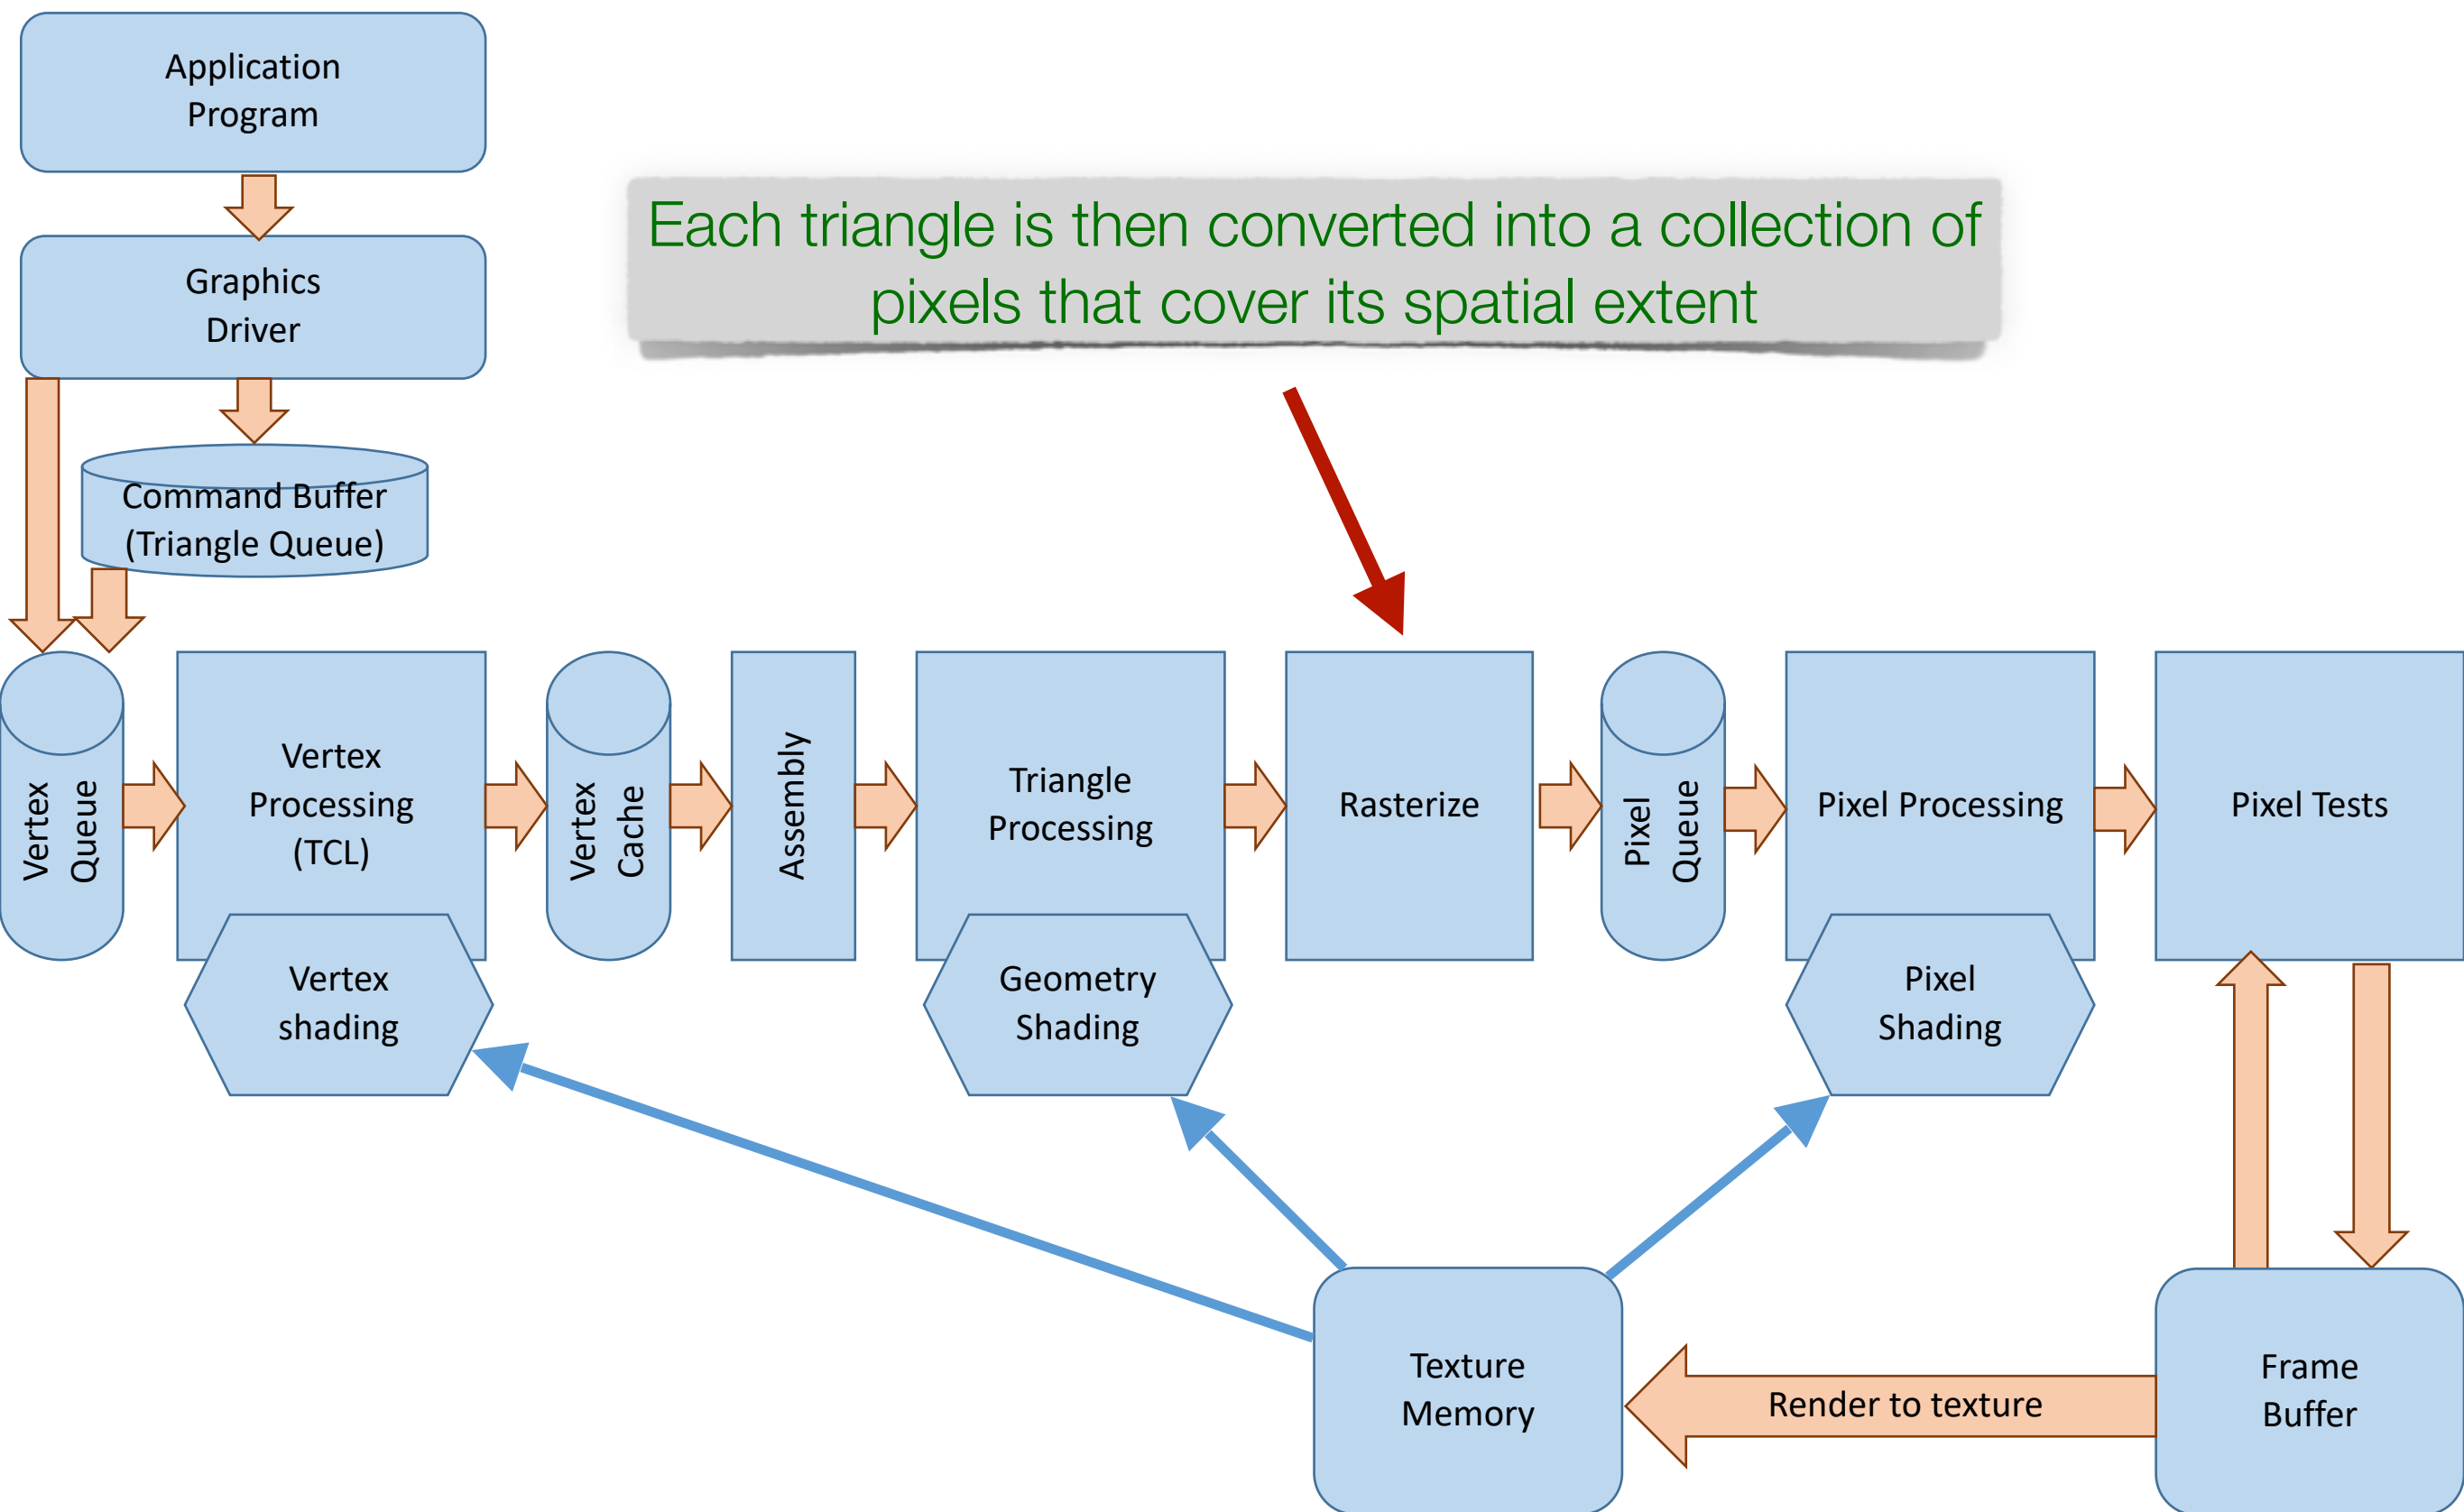 Application
Program
Each triangle is then converted into a collection of
pixels that cover its spatial extent
Graphics
Driver
Command Buffer
(Triangle Queue)
Vertex
Queue
Vertex
Processing
(TCL)
Vertex
Cache
Assembly
Triangle
Processing
Rasterize
Pixel
Queue
Pixel Processing
Pixel Tests
Vertex
shading
Geometry
Shading
Pixel
Shading
Texture
Memory
Render to texture
Frame
Buffer